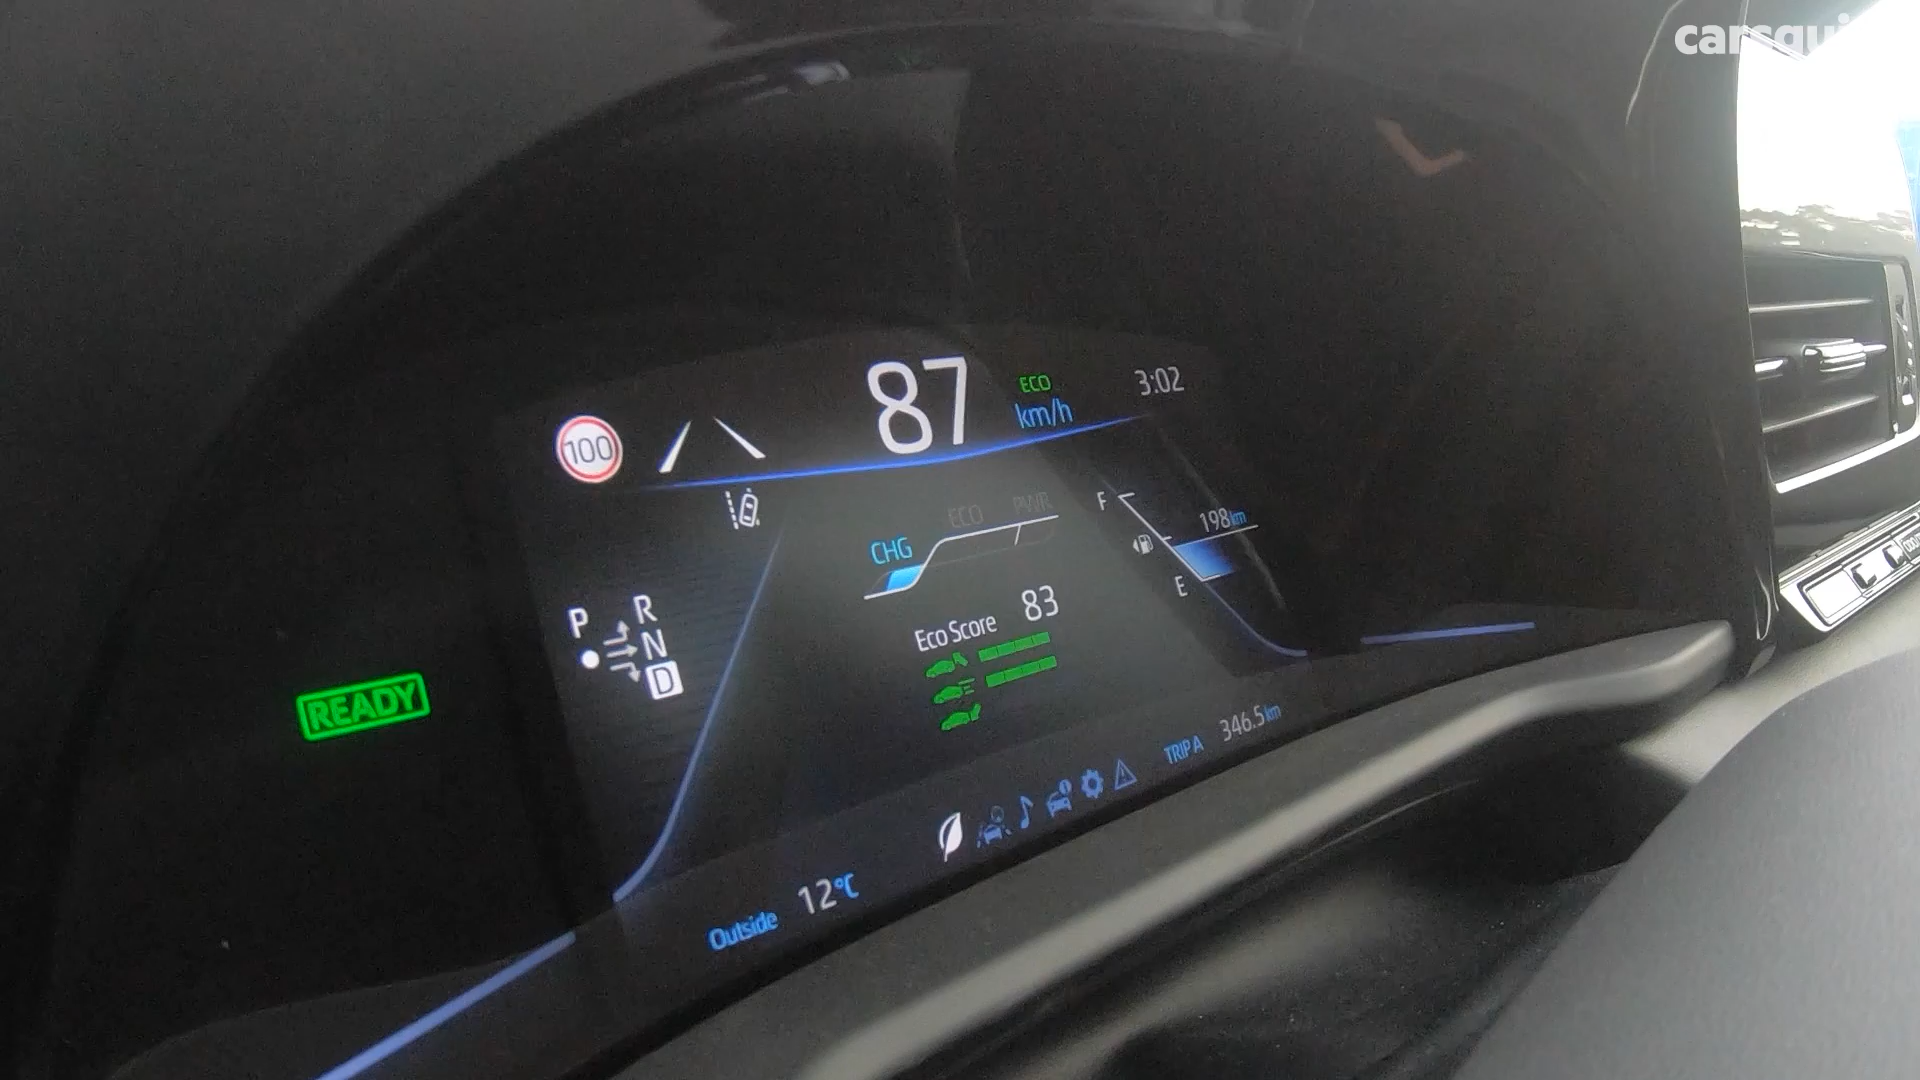 carsgui
87
ECO
km/h
3:02
100
F
198km
E
CHG
ECO
PWR
P
R
N
D
Eco Score
83
READY
TRIP A
346.5km
Outside
12°C